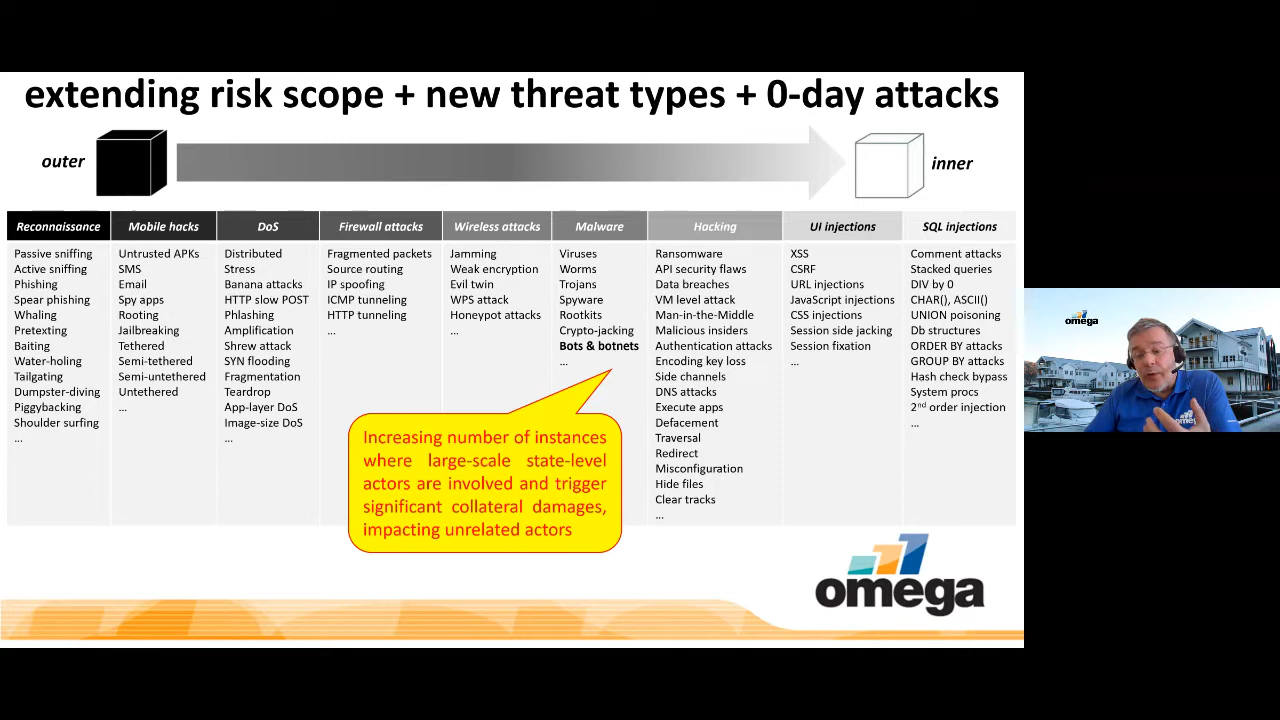 extending risk scope + new threat types + 0-day attacks
outer
inner
Reconnaissance
Passive sniffing
Active sniffing
Phishing
Spear phishing
Whaling
Pretexting
Baiting
Water-holing
Tailgating
Dumpster-diving
Piggybacking
Shoulder surfing
...
Mobile hacks
Untrusted APKs
SMS
Email
Spy apps
Rooting
Jailbreaking
Tethered
Semi-tethered
Semi-untethered
Untethered
...
DoS
Distributed
Stress
Banana attacks
HTTP slow POST
Phlashing
Amplification
Shrew attack
SYN flooding
Fragmentation
Teardrop
App-layer DoS
Image-size DoS
...
Firewall attacks
Fragmented packets
Source routing
IP spoofing
ICMP tunneling
HTTP tunneling
...
Wireless attacks
Jamming
Weak encryption
Evil twin
WPS attack
Honeypot attacks
...
Malware
Viruses
Worms
Trojans
Spyware
Rootkits
Crypto-jacking
Bots & botnets
...
Hacking
Ransomware
API security flaws
Data breaches
VM level attack
Man-in-the-Middle
Malicious insiders
Authentication attacks
Encoding key loss
Side channels
DNS attacks
Execute apps
Defacement
Traversal
Redirect
Misconfiguration
Hide files
Clear tracks
...
UI injections
XSS
CSRF
URL injections
JavaScript injections
CSS injections
Session side jacking
Session fixation
...
SQL injections
Comment attacks
Stacked queries
DIV by 0
CHAR(), ASCII()
UNION poisoning
Db structures
ORDER BY attacks
GROUP BY attacks
Hash check bypass
System procs
2nd order injection
...
Increasing number of instances
where large-scale state-level
actors are involved and trigger
significant collateral damages,
impacting unrelated actors
omega
omega
omega